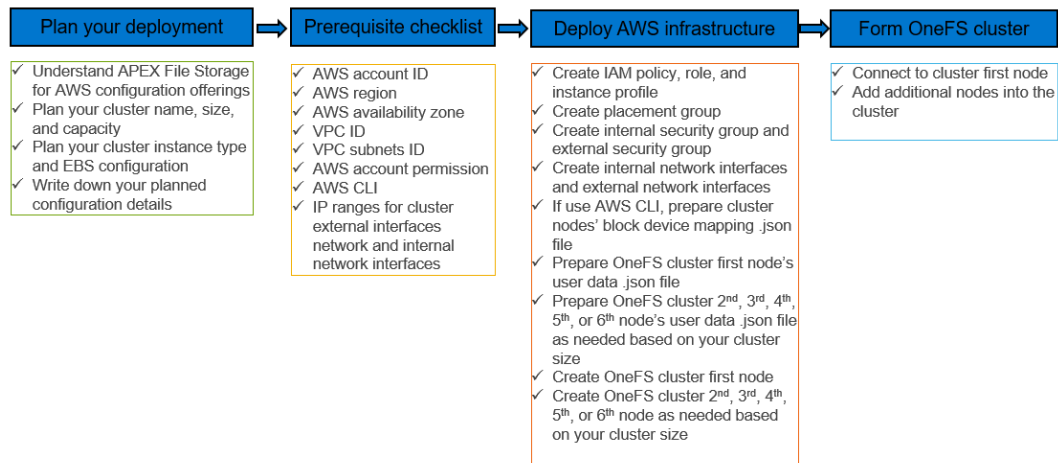 Plan your deployment
✓ Understand APEX File Storage
for AWS configuration offerings
✓ Plan your cluster name, size,
and capacity
✓ Plan your cluster instance type
and EBS configuration
✓ Write down your planned
configuration details
Prerequisite checklist
✓ AWS account ID
✓ AWS region
✓ AWS availability zone
✓ VPC ID
✓ VPC subnets ID
✓ AWS account permission
✓ AWS CLI
✓ IP ranges for cluster
external interfaces
network and internal
network interfaces
Deploy AWS infrastructure
✓ Create IAM policy, role, and
instance profile
✓ Create placement group
✓ Create internal security group and
external security group
✓ Create internal network interfaces
and external network interfaces
✓ If use AWS CLI, prepare cluster
nodes’ block device mapping .json
file
✓ Prepare OneFS cluster first node’s
user data .json file
✓ Prepare OneFS cluster 2nd, 3rd, 4th,
5th, or 6th node’s user data .json file
as needed based on your cluster
size
✓ Create OneFS cluster first node
✓ Create OneFS cluster 2nd, 3rd, 4th,
5th, or 6th node as needed based
on your cluster size
Form OneFS cluster
✓ Connect to cluster first node
✓ Add additional nodes into the
cluster